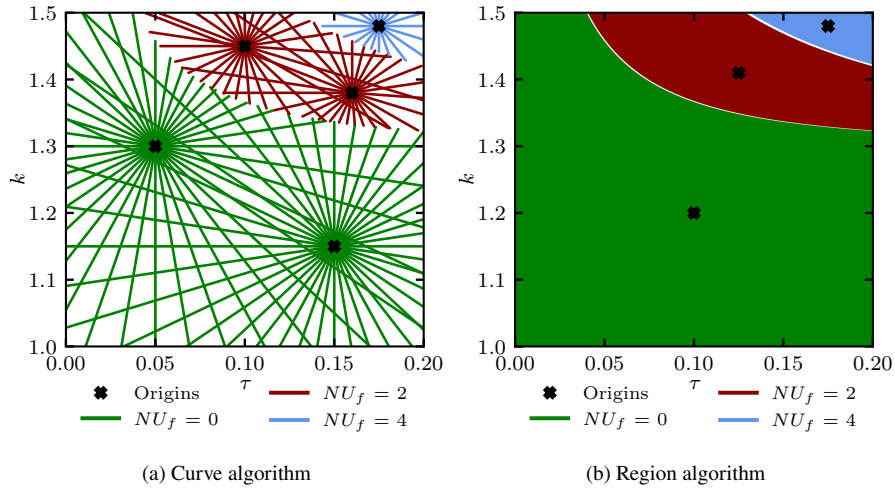 1.5
1.4
1.3
1.2
1.1
1.0
k
0.00 0.05 0.10 0.15 0.20
τ
Origins
NU_f = 0
NU_f = 2
NU_f = 4
(a) Curve algorithm
1.5
1.4
1.3
1.2
1.1
1.0
k
0.00 0.05 0.10 0.15 0.20
τ
Origins
NU_f = 0
NU_f = 2
NU_f = 4
(b) Region algorithm